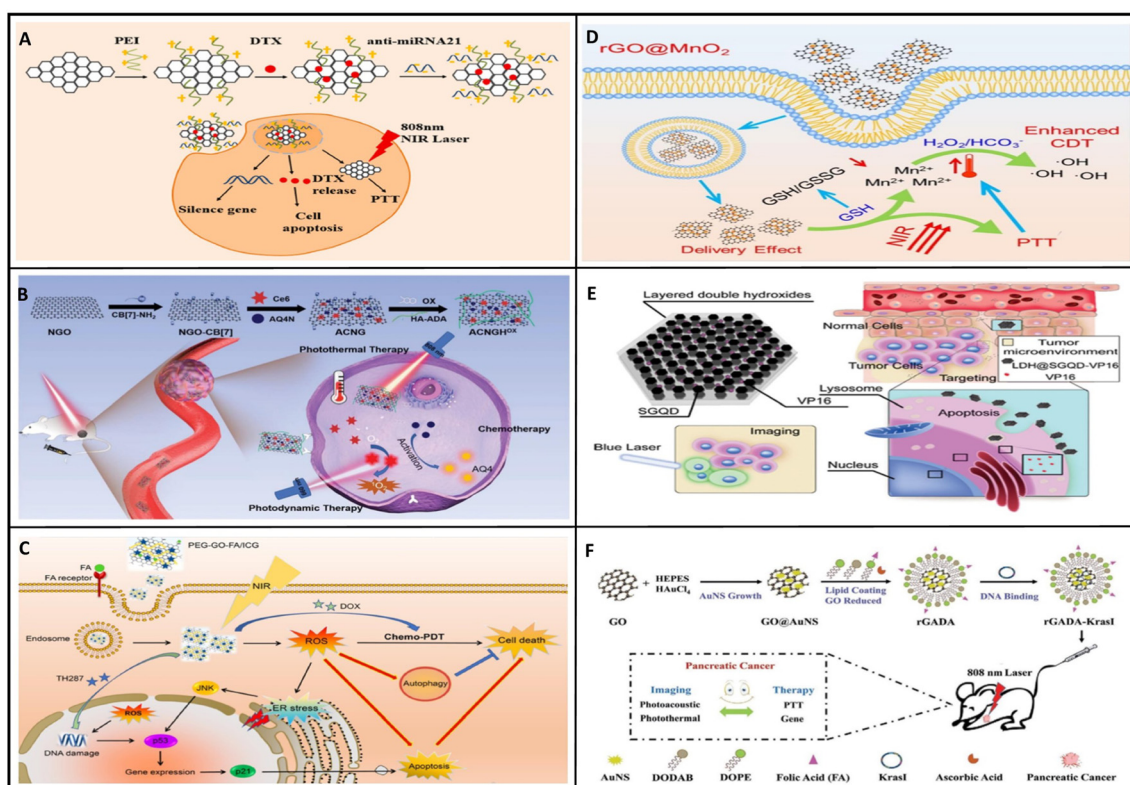 A
PEI
DTX
anti-miRNA21
808nm
NIR Laser
DTX
release
PTT
Silence gene
Cell
apoptosis
B
NGO
CB[7]-NH₂
NGO-CB[7]
Ce6
AQ4N
ACNG
OX
HA-ADA
ACNGHᴼˣ
Photothermal Therapy
Chemotherapy
O₂
Activation
AQ4
¹O₂
Photodynamic Therapy
C
PEG-GO-FA/ICG
FA
FA receptor
NIR
DOX
Endosome
ROS
Chemo-PDT
Cell death
TH287
Autophagy
JNK
ER stress
ROS
DNA damage
p53
Gene expression
p21
Apoptosis
D
rGO@MnO₂
Enhanced
CDT
H₂O₂/HCO₃⁻
·OH
·OH
·OH
Mn²⁺
Mn²⁺ Mn²⁺
GSH/GSSG
GSH
Delivery Effect
NIR
PTT
E
Layered double hydroxides
Normal Cells
Tumor
microenvironment
LDH@SGQD-VP16
VP16
Tumor Cells
Targeting
Lysosome
VP16
SGQD
Apoptosis
Imaging
Blue Laser
Nucleus
F
HEPES
HAuCl₄
+
AuNS Growth
Lipid Coating
GO Reduced
DNA Binding
GO
GO@AuNS
rGADA
rGADA-KrasI
Pancreatic Cancer
Imaging
Therapy
Photoacoustic
PTT
Photothermal
Gene
808 nm Laser
AuNS
DODAB
DOPE
Folic Acid (FA)
KrasI
Ascorbic Acid
Pancreatic Cancer